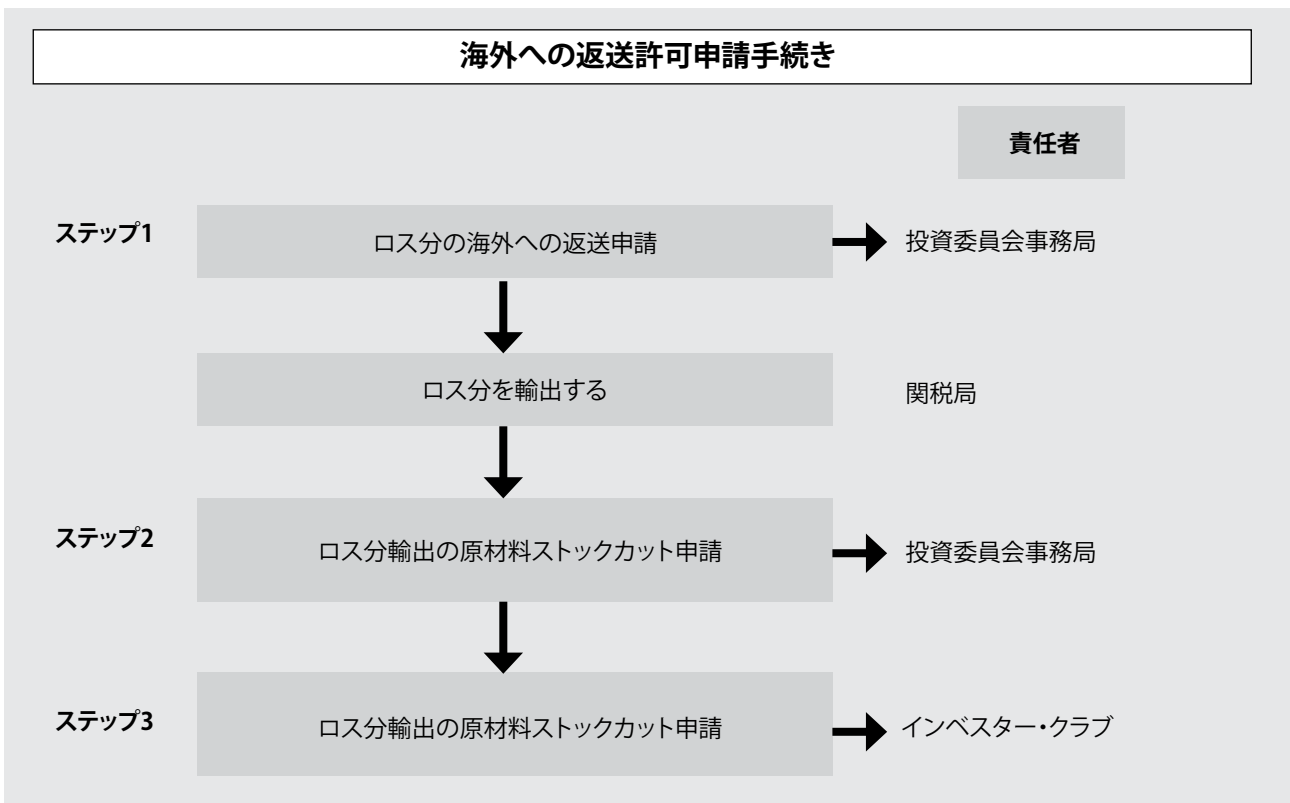 海外への返送許可申請手続き
責任者
ステップ1
ロス分の海外への返送申請
投資委員会事務局
ロス分を輸出する
関税局
ステップ2
ロス分輸出の原材料ストックカット申請
投資委員会事務局
ステップ3
ロス分輸出の原材料ストックカット申請
インベスター・クラブ